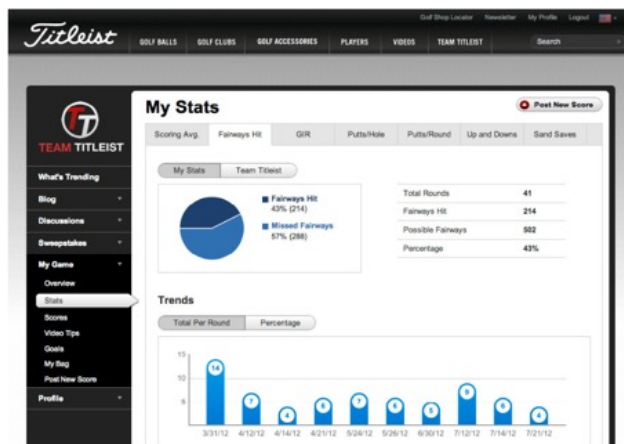 Golf Shop Locator Newsletter My Profile Logout
Titleist
GOLF BALLS GOLF CLUBS GOLF ACCESSORIES PLAYERS VIDEOS TEAM TITLEIST Search
TT
TEAM TITLEIST
What's Trending
Blog
Discussions
Sweepstakes
My Game
Overview
Stats
Scores
Video Tips
Goals
My Bag
Post New Score
Profile
My Stats
Post New Score
Scoring Avg. Fairways Hit GIR Putts/Hole Putts/Round Up and Downs Sand Saves
My Stats Team Titleist
Fairways Hit
43% (214)
Missed Fairways
57% (288)
Total Rounds 41
Fairways Hit 214
Possible Fairways 502
Percentage 43%
Trends
Total Per Round Percentage
15
10
5
14 7 4 6 7 6 5 9 6 4
3/31/12 4/12/12 4/14/12 4/21/12 5/24/12 5/26/12 6/30/12 7/12/12 7/14/12 7/21/12